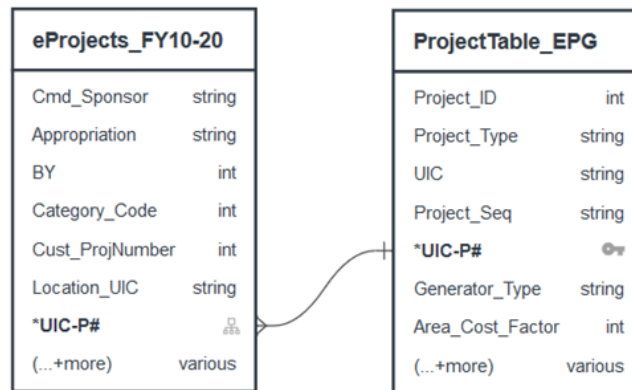 eProjects_FY10-20
Cmd_Sponsor string
Appropriation string
BY int
Category_Code int
Cust_ProjNumber int
Location_UIC string
*UIC-P#
(...+more) various
ProjectTable_EPG
Project_ID int
Project_Type string
UIC string
Project_Seq string
*UIC-P#
Generator_Type string
Area_Cost_Factor int
(...+more) various